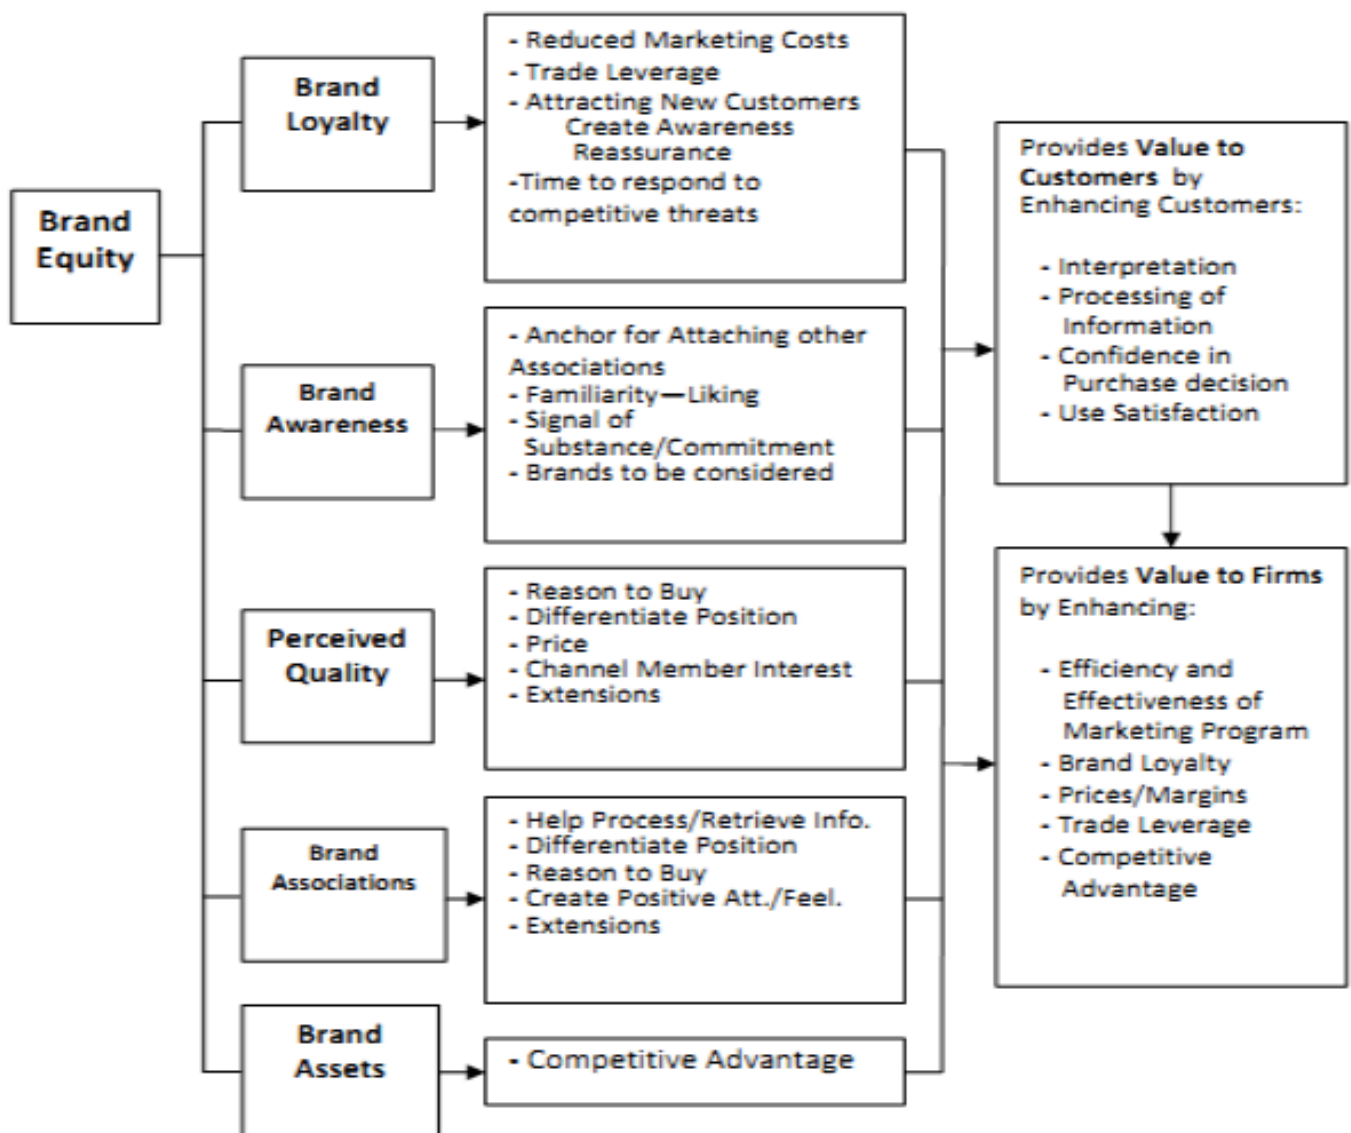 Brand
Equity
Brand
Loyalty
- Reduced Marketing Costs
- Trade Leverage
- Attracting New Customers
Create Awareness
Reassurance
-Time to respond to
competitive threats
Brand
Awareness
- Anchor for Attaching other
Associations
- Familiarity—Liking
- Signal of
Substance/Commitment
- Brands to be considered
Perceived
Quality
- Reason to Buy
- Differentiate Position
- Price
- Channel Member Interest
- Extensions
Brand
Associations
- Help Process/Retrieve Info.
- Differentiate Position
- Reason to Buy
- Create Positive Att./Feel.
- Extensions
Brand
Assets
- Competitive Advantage
Provides Value to
Customers by
Enhancing Customers:
- Interpretation
- Processing of
Information
- Confidence in
Purchase decision
- Use Satisfaction
Provides Value to Firms
by Enhancing:
- Efficiency and
Effectiveness of
Marketing Program
- Brand Loyalty
- Prices/Margins
- Trade Leverage
- Competitive
Advantage